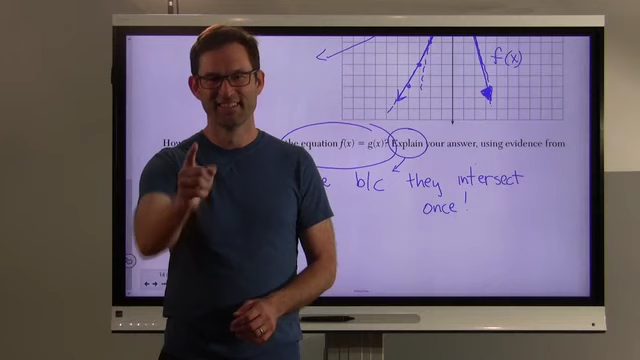 f(x)
How
the equation f(x) = g(x)? Explain your answer, using evidence from
b/c they intersect
once!